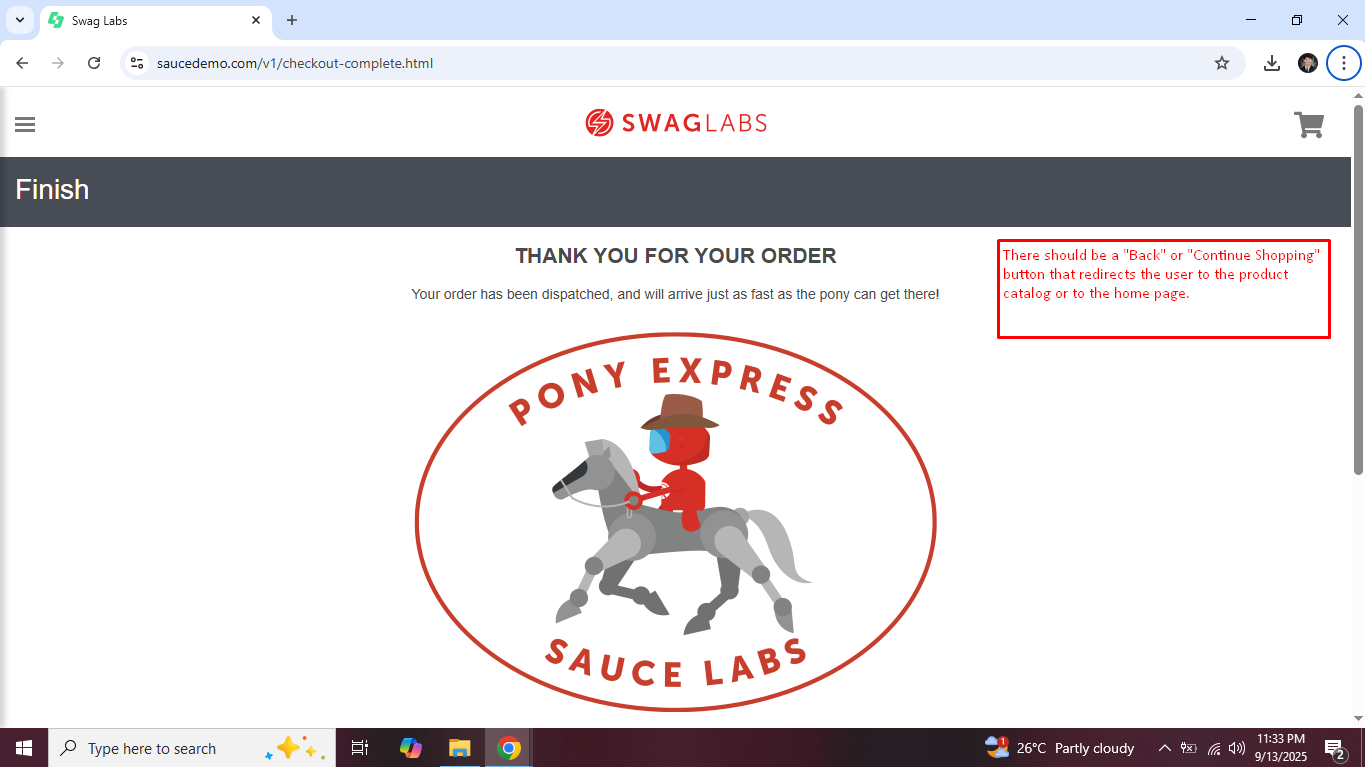 Swag Labs
saucedemo.com/v1/checkout-complete.html
SWAGLABS
Finish
THANK YOU FOR YOUR ORDER
Your order has been dispatched, and will arrive just as fast as the pony can get there!
There should be a "Back" or "Continue Shopping"
button that redirects the user to the product
catalog or to the home page.
PONY EXPRESS
SAUCE LABS
Type here to search
1
26°C Partly cloudy
11:33 PM
9/13/2025
2